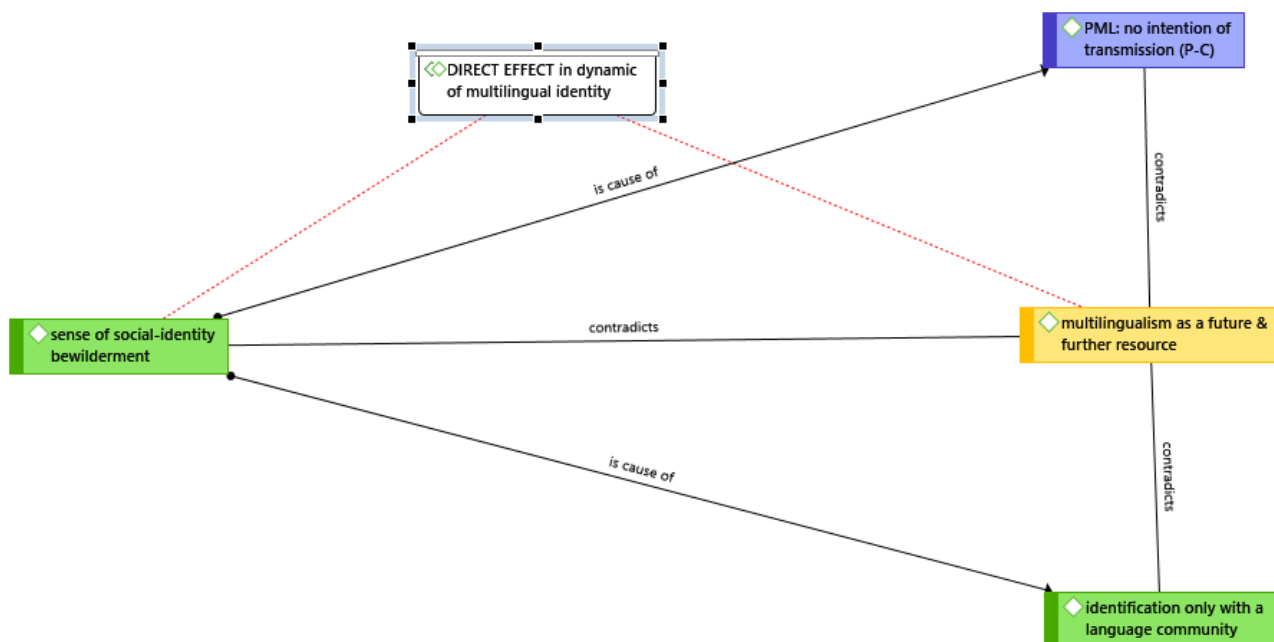 PML: no intention of
transmission (P-C)
DIRECT EFFECT in dynamic
of multilingual identity
is cause of
contradicts
sense of social-identity
bewilderment
contradicts
multilingualism as a future &
further resource
is cause of
contradicts
identification only with a
language community